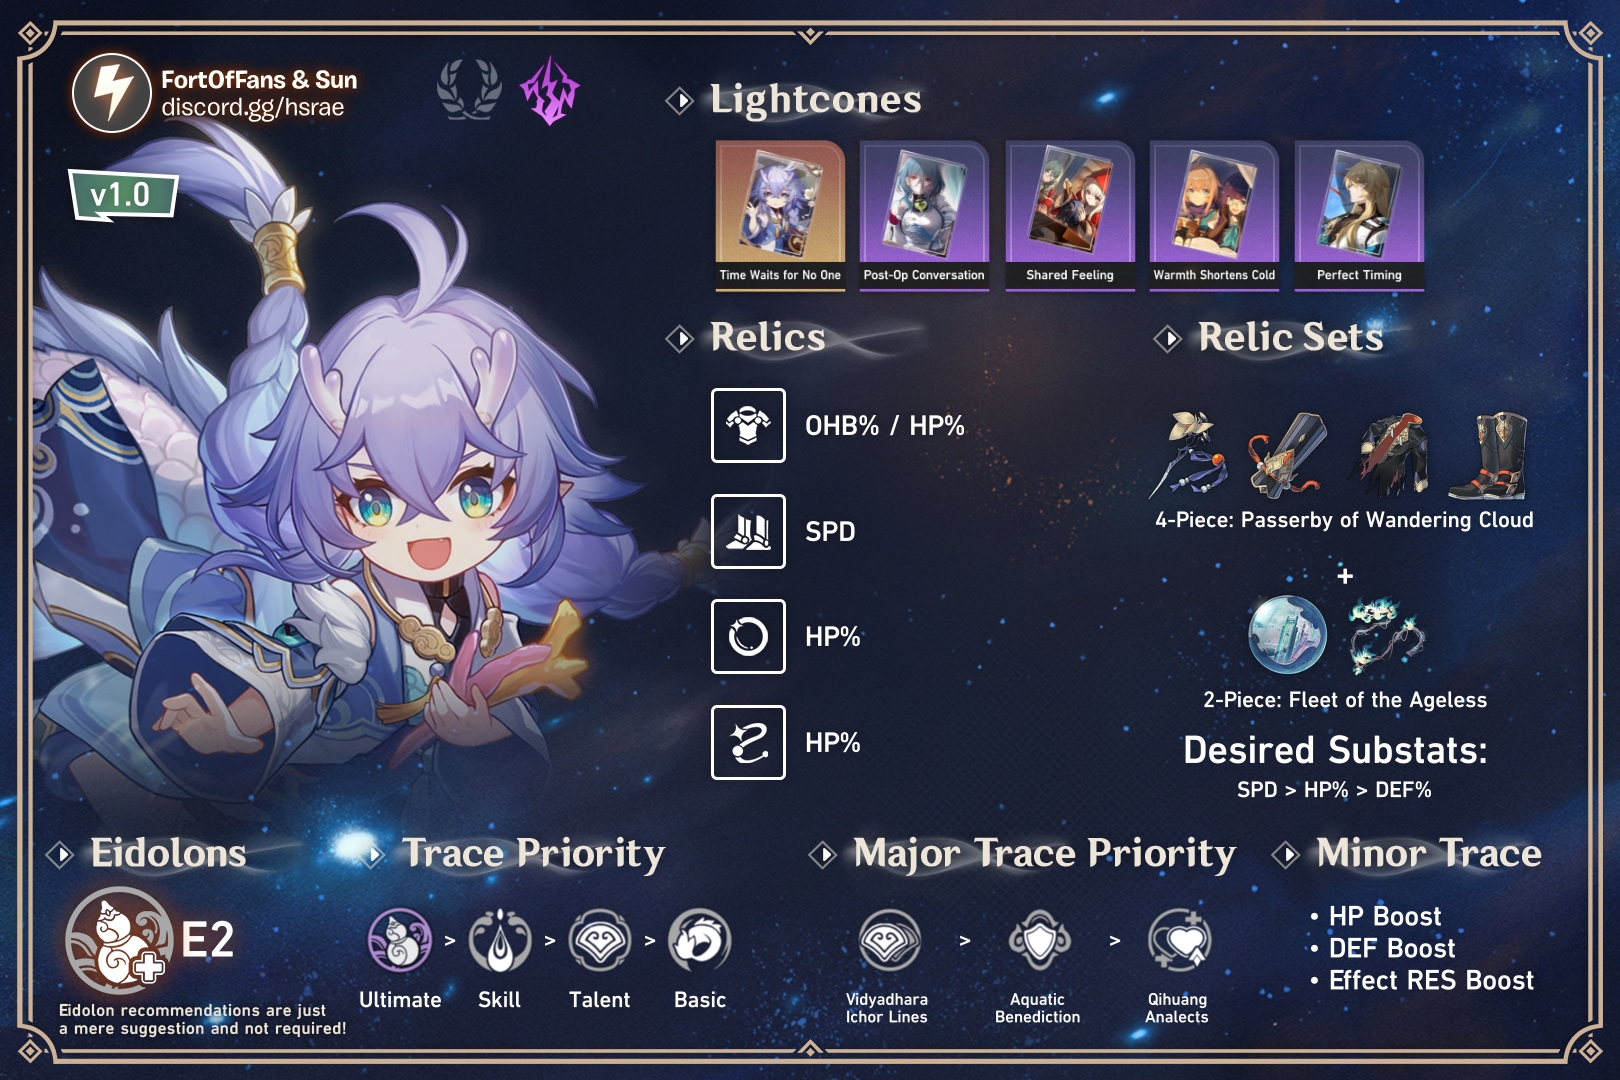 FortOfFans & Sun
discord.gg/hsrae
v1.0
Lightcones
Time Waits for No One
Post-Op Conversation
Shared Feeling
Warmth Shortens Cold
Perfect Timing
Relics
OHB% / HP%
SPD
HP%
HP%
Relic Sets
4-Piece: Passerby of Wandering Cloud
+
2-Piece: Fleet of the Ageless
Desired Substats:
SPD > HP% > DEF%
Eidolons
E2
Eidolon recommendations are just
a mere suggestion and not required!
Trace Priority
Ultimate > Skill > Talent > Basic
Major Trace Priority
Vidyadhara
Ichor Lines
>
Aquatic
Benediction
>
Qihuang
Analects
Minor Trace
• HP Boost
• DEF Boost
• Effect RES Boost